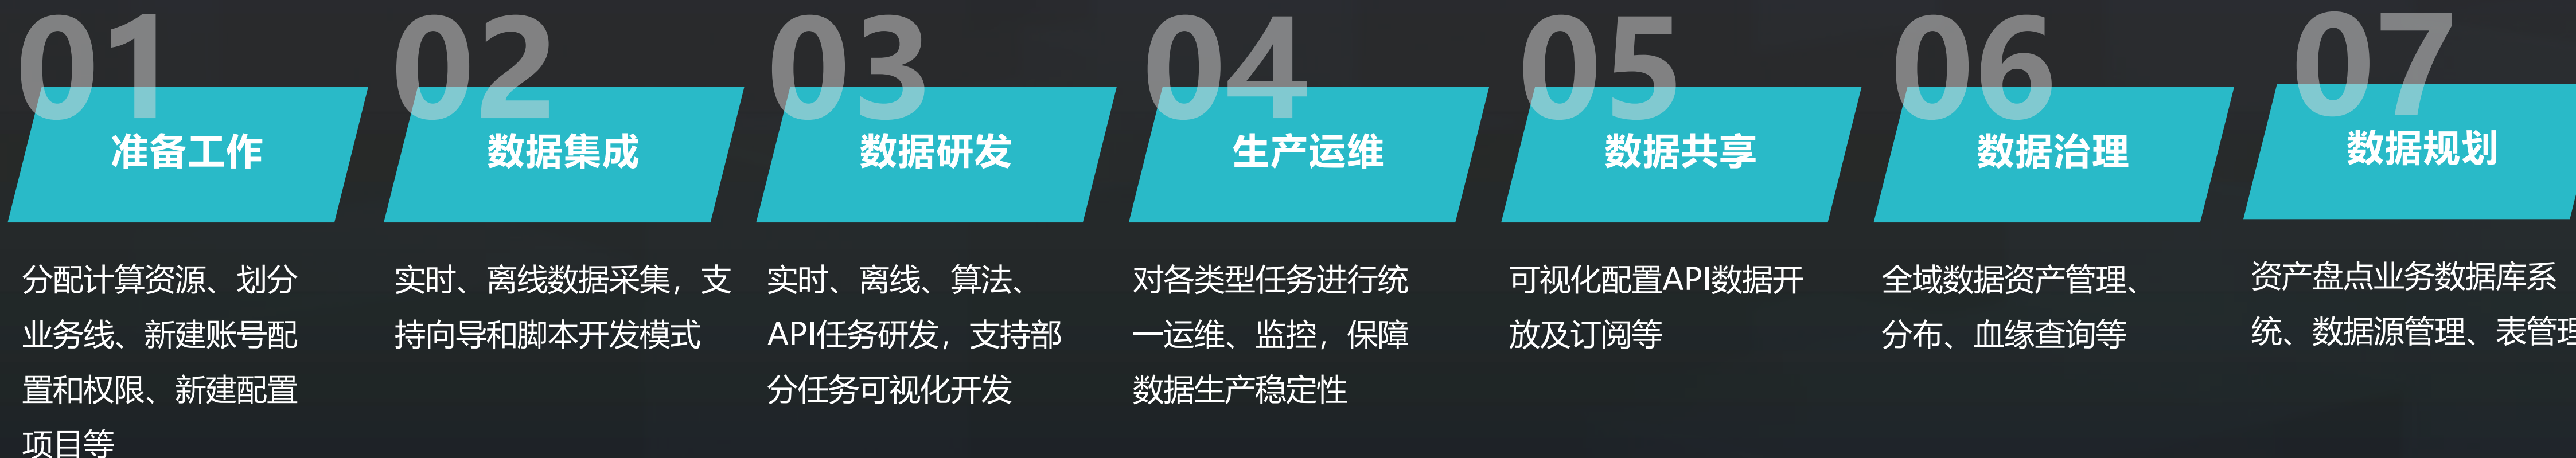 01
准备工作
分配计算资源、划分
业务线、新建账号配
置和权限、新建配置
项目等
02
数据集成
实时、离线数据采集，支
持向导和脚本开发模式
03
数据研发
实时、离线、算法、
API任务研发，支持部
分任务可视化开发
04
生产运维
对各类型任务进行统
一运维、监控，保障
数据生产稳定性
05
数据共享
可视化配置API数据开
放及订阅等
06
数据治理
全域数据资产管理、
分布、血缘查询等
07
数据规划
资产盘点业务数据库系
统、数据源管理、表管理